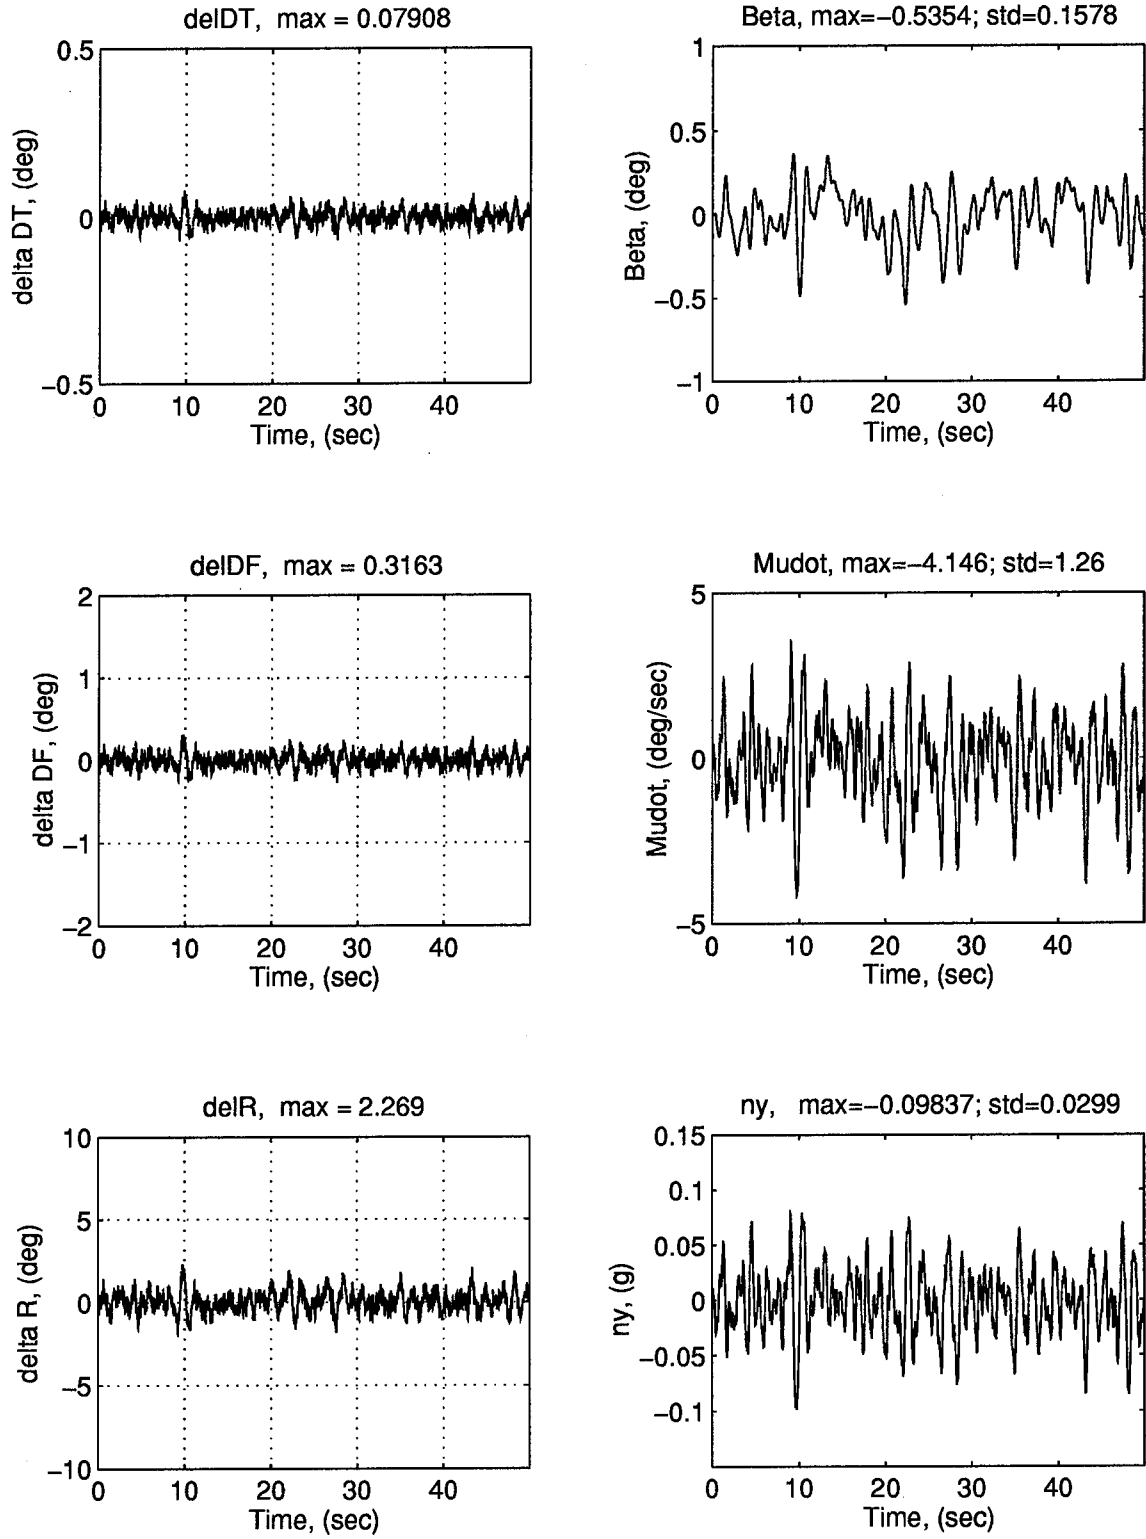 delDT,  max = 0.07908
0.5
0
−0.5
delta DT, (deg)
0 10 20 30 40
Time, (sec)
Beta, max=−0.5354; std=0.1578
1
0.5
0
−0.5
−1
Beta, (deg)
0 10 20 30 40
Time, (sec)
delDF,  max = 0.3163
2
1
0
−1
−2
delta DF, (deg)
0 10 20 30 40
Time, (sec)
Mudot, max=−4.146; std=1.26
5
0
−5
Mudot, (deg/sec)
0 10 20 30 40
Time, (sec)
delR,  max = 2.269
10
5
0
−5
−10
delta R, (deg)
0 10 20 30 40
Time, (sec)
ny,   max=−0.09837; std=0.0299
0.15
0.1
0.05
0
−0.05
−0.1
ny, (g)
0 10 20 30 40
Time, (sec)